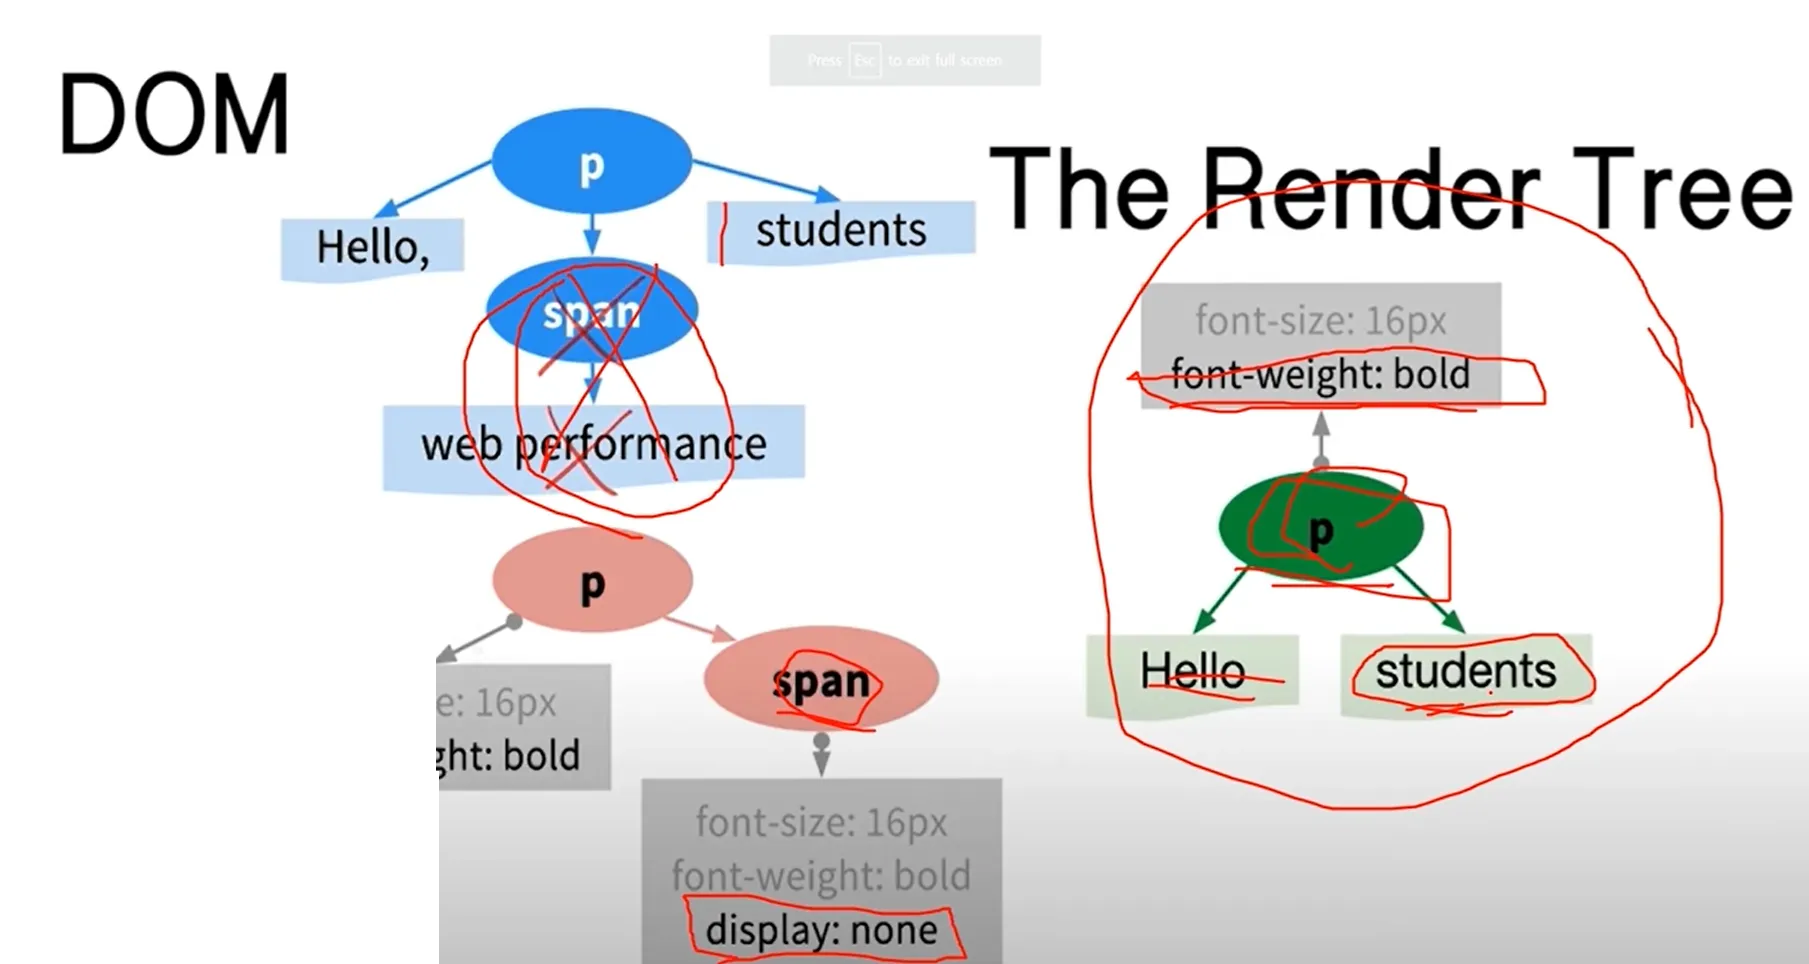 Press Esc to exit full screen
DOM
p
Hello,
students
span
web performance
p
span
e: 16px
ght: bold
font-size: 16px
font-weight: bold
display: none
The Render Tree
font-size: 16px
font-weight: bold
p
Hello
students